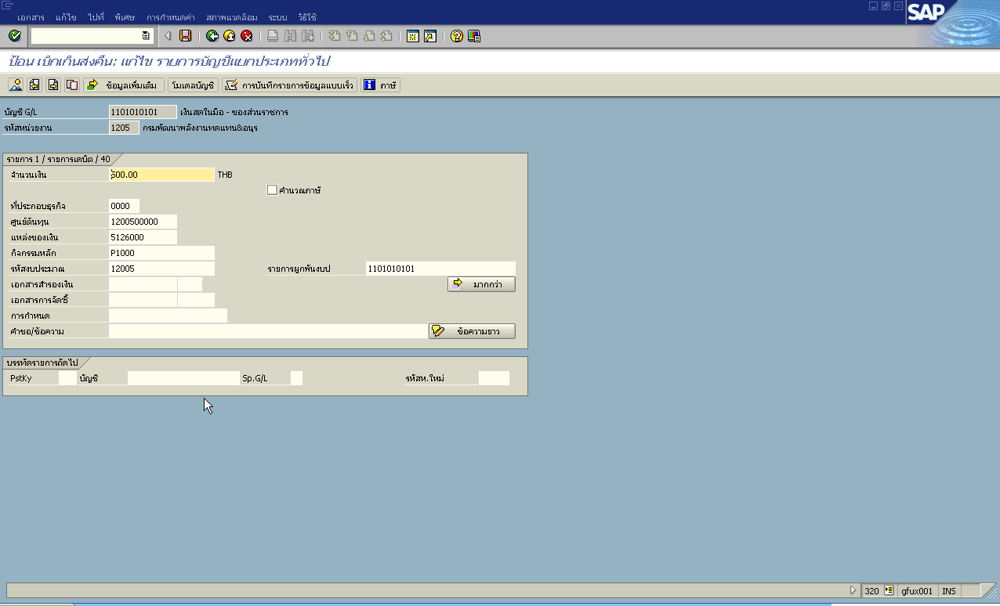 เอกสาร แก้ไข ไปที่ พิเศษ การกำหนดค่า สภาพแวดล้อม ระบบ วิธีใช้
SAP
ป้อน เบิกเกินส่งคืน: แก้ไข รายการบัญชีแยกประเภททั่วไป
ข้อมูลเพิ่มเติม โมเดลบัญชี การบันทึกรายการข้อมูลแบบเร็ว ภาษี
บัญชี G/L 1101010101 เงินสดในมือ - ของส่วนราชการ
รหัสหน่วยงาน 1205 กรมพัฒนาพลังงานทดแทน&อนุร
รายการ 1 / รายการเดบิต / 40
จำนวนเงิน 500.00 THB
คำนวณภาษี
ที่ประกอบธุรกิจ 0000
ศูนย์ต้นทุน 1200500000
แหล่งของเงิน 5126000
กิจกรรมหลัก P1000
รหัสงบประมาณ 12005 รายการผูกพันงบป 1101010101
เอกสารสำรองเงิน มากกว่า
เอกสารการจัดซื้
การกำหนด
คำขอ/ข้อความ ข้อความยาว
บรรทัดรายการถัดไป
PstKy บัญชี Sp.G/L รหัสห.ใหม่
320 gfux001 INS